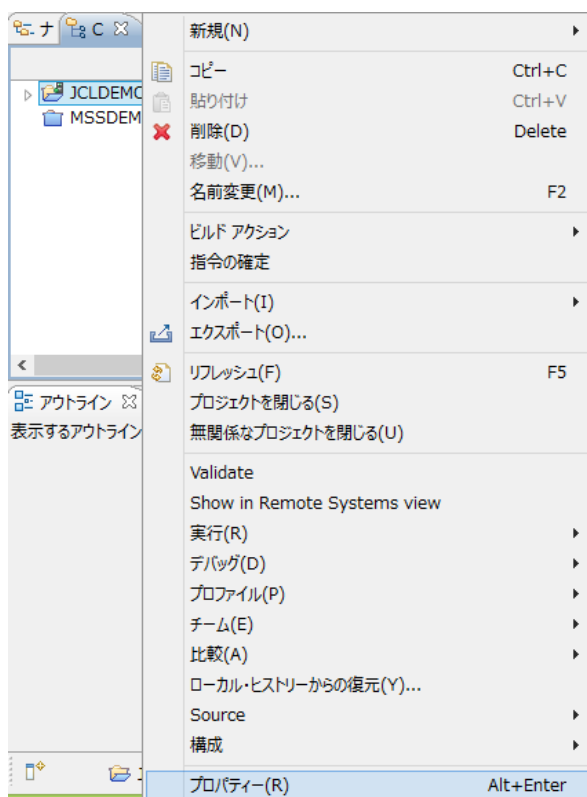 ナ C
JCLDEMO
MSSDEM
アウトライン
表示するアウトライン
新規(N)
コピー Ctrl+C
貼り付け Ctrl+V
削除(D) Delete
移動(V)...
名前変更(M)... F2
ビルド アクション
指令の確定
インポート(I)
エクスポート(O)...
リフレッシュ(F) F5
プロジェクトを閉じる(S)
無関係なプロジェクトを閉じる(U)
Validate
Show in Remote Systems view
実行(R)
デバッグ(D)
プロファイル(P)
チーム(E)
比較(A)
ローカル・ヒストリーからの復元(Y)...
Source
構成
プロパティー(R) Alt+Enter